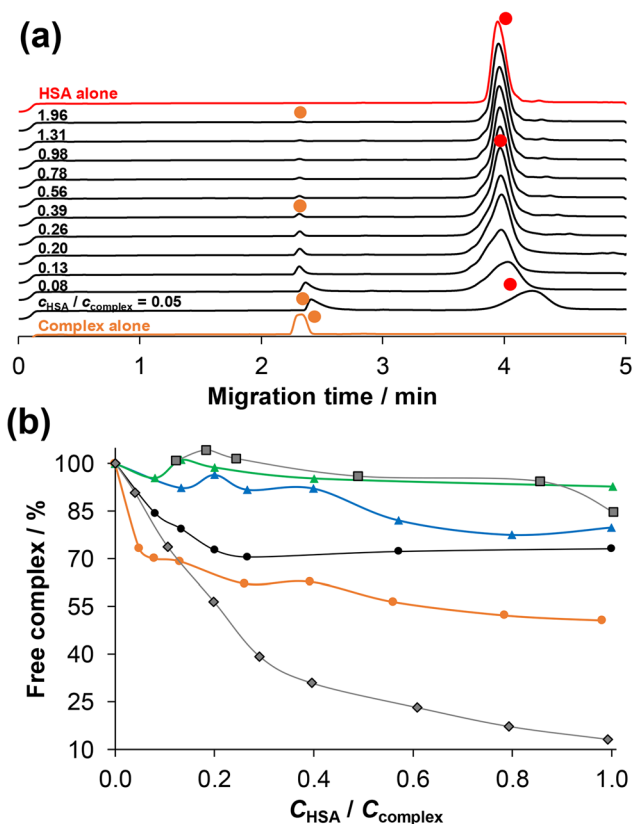 (a)
HSA alone
1.96
1.31
0.98
0.78
0.56
0.39
0.26
0.20
0.13
0.08
cHSA / ccomplex = 0.05
Complex alone
0 1 2 3 4 5
Migration time / min
(b)
100
85
70
55
40
25
10
Free complex / %
0.0 0.2 0.4 0.6 0.8 1.0
CHSA / Ccomplex